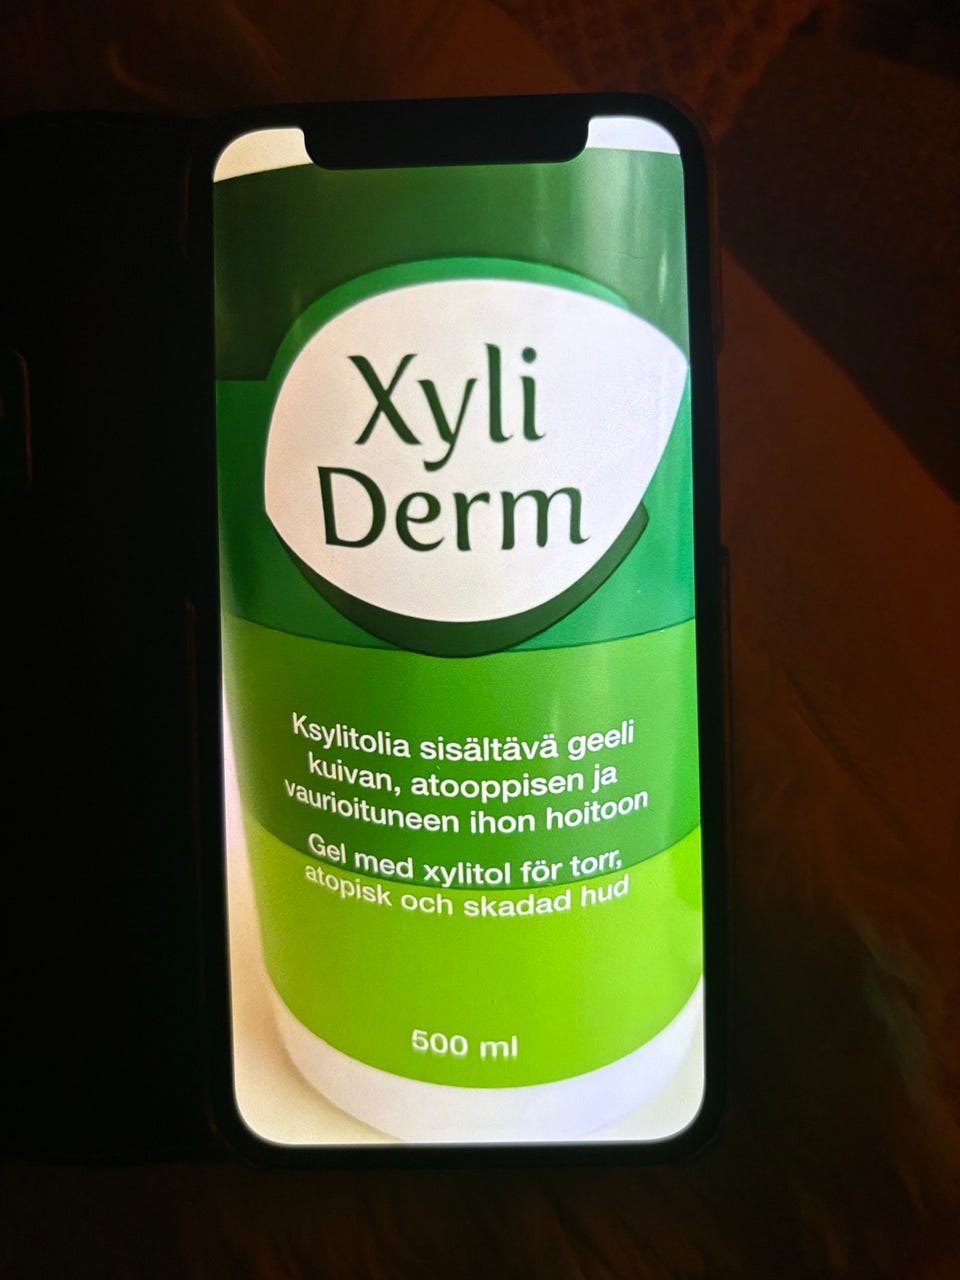 Xyli
Derm
Ksylitolia sisältävä geeli
kuivan, atooppisen ja
vaurioituneen ihon hoitoon
Gel med xylitol för torr,
atopisk och skadad hud
500 ml